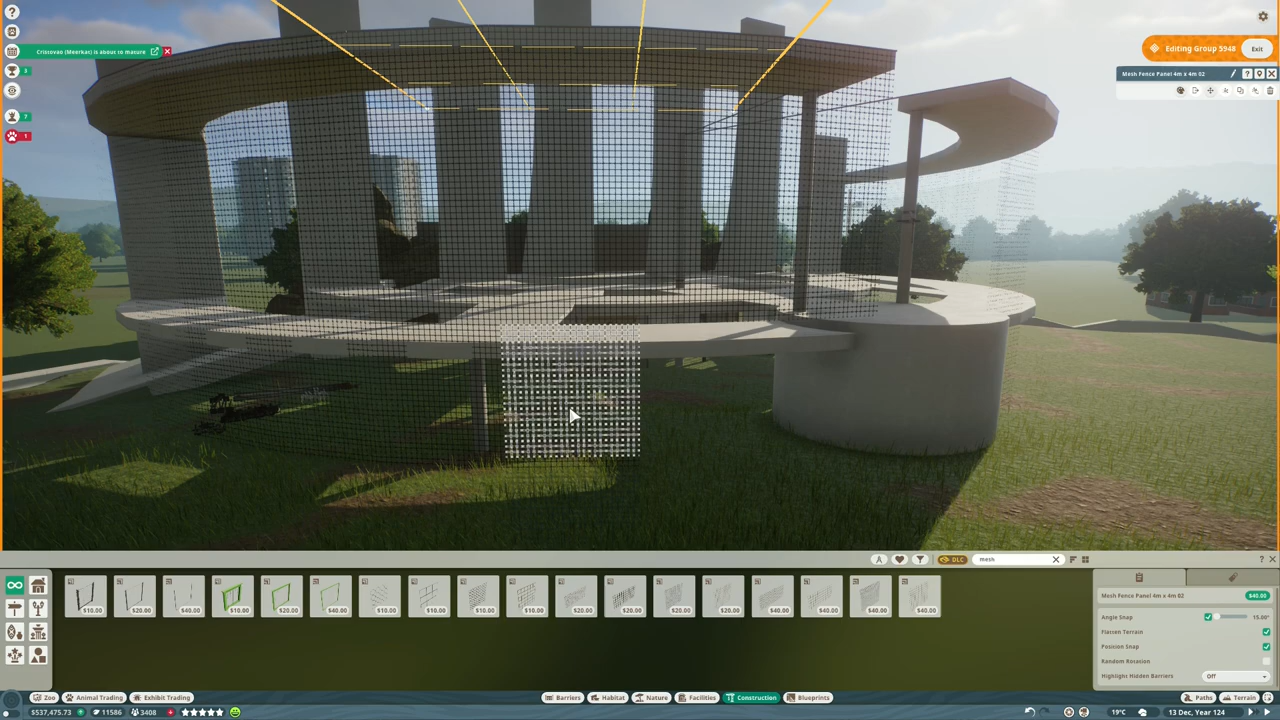 Editing Group 5948
Exit
Cristovao (Meerkat) is about to mature
Mesh Fence Panel 4m x 4m 02
?
3
7
1
A
DLC
mesh
?
$10.00
$20.00
$40.00
$10.00
$20.00
$40.00
$10.00
$10.00
$10.00
$10.00
$20.00
$20.00
$20.00
$20.00
$40.00
$40.00
$40.00
$40.00
Mesh Fence Panel 4m x 4m 02
$40.00
Angle Snap
15.00°
Flatten Terrain
Position Snap
Random Rotation
Highlight Hidden Barriers
Off
Zoo
Animal Trading
Exhibit Trading
Barriers
Habitat
Nature
Facilities
Construction
Blueprints
Paths
Terrain
$537,475.73
11586
3408
19°C
13 Dec, Year 124